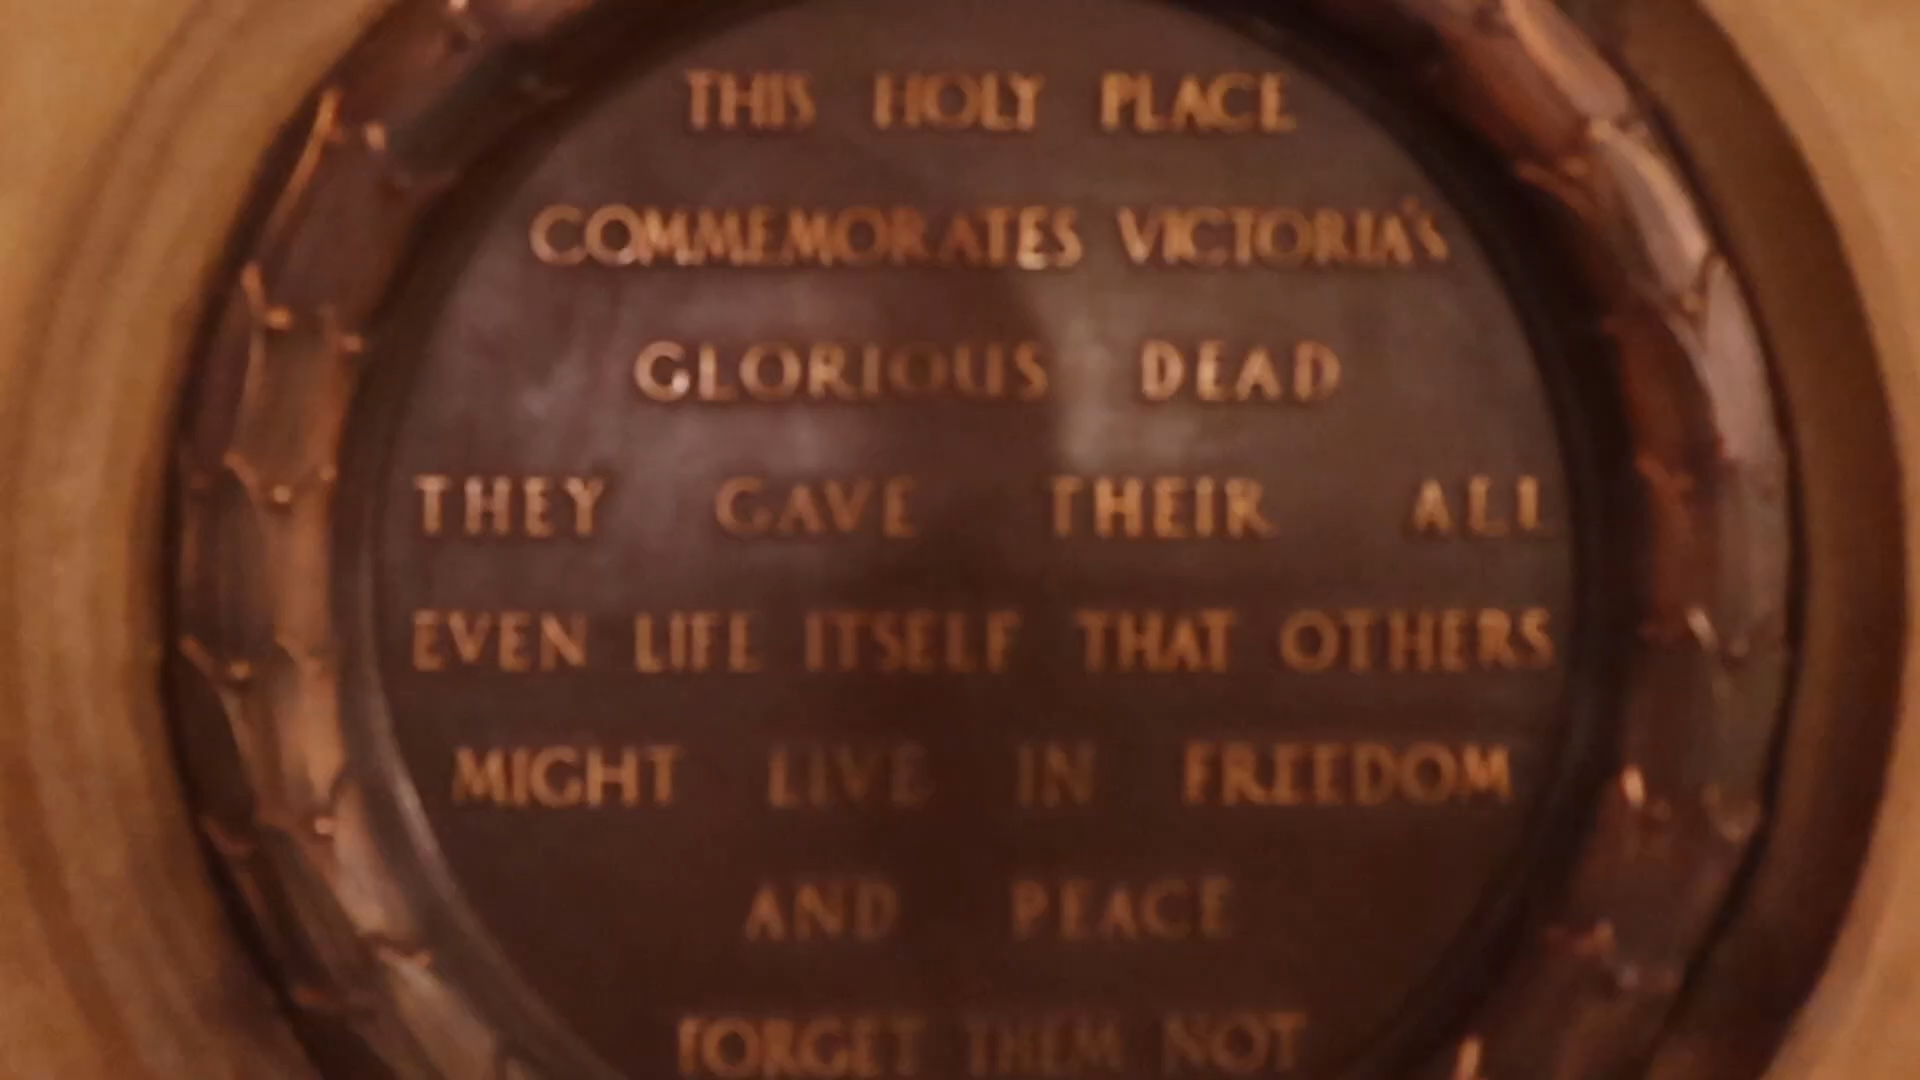 THIS HOLY PLACE
COMMEMORATES VICTORIA'S
GLORIOUS DEAD
THEY GAVE THEIR ALL
EVEN LIFE ITSELF THAT OTHERS
MIGHT LIVE IN FREEDOM
AND PEACE
FORGET THEM NOT